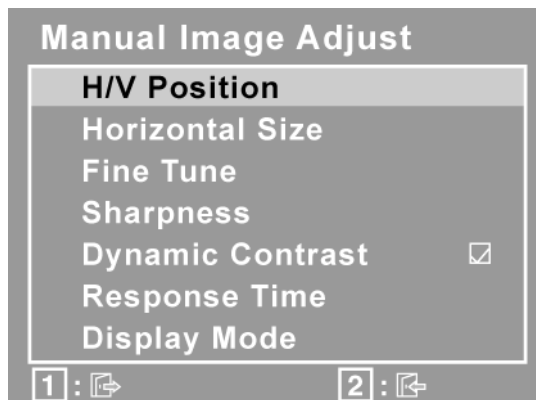 Manual Image Adjust
H/V Position
Horizontal Size
Fine Tune
Sharpness
Dynamic Contrast
Response Time
Display Mode
1 : 2 :